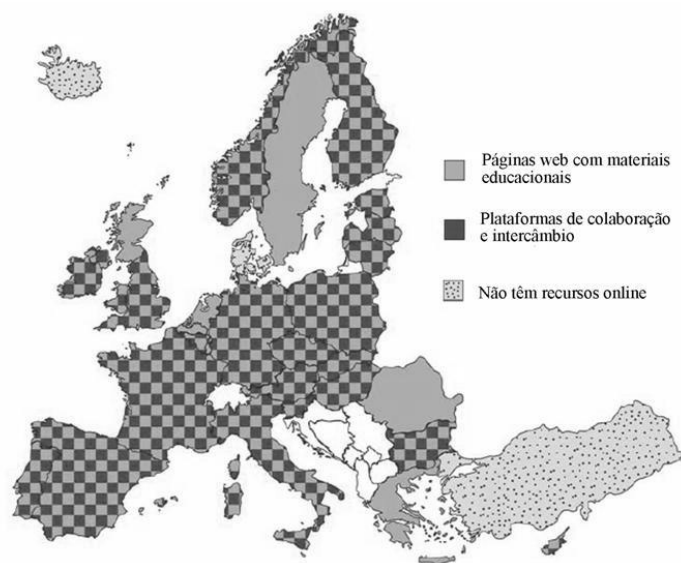 Páginas web com materiais
educacionais
Plataformas de colaboração
e intercâmbio
Não têm recursos online